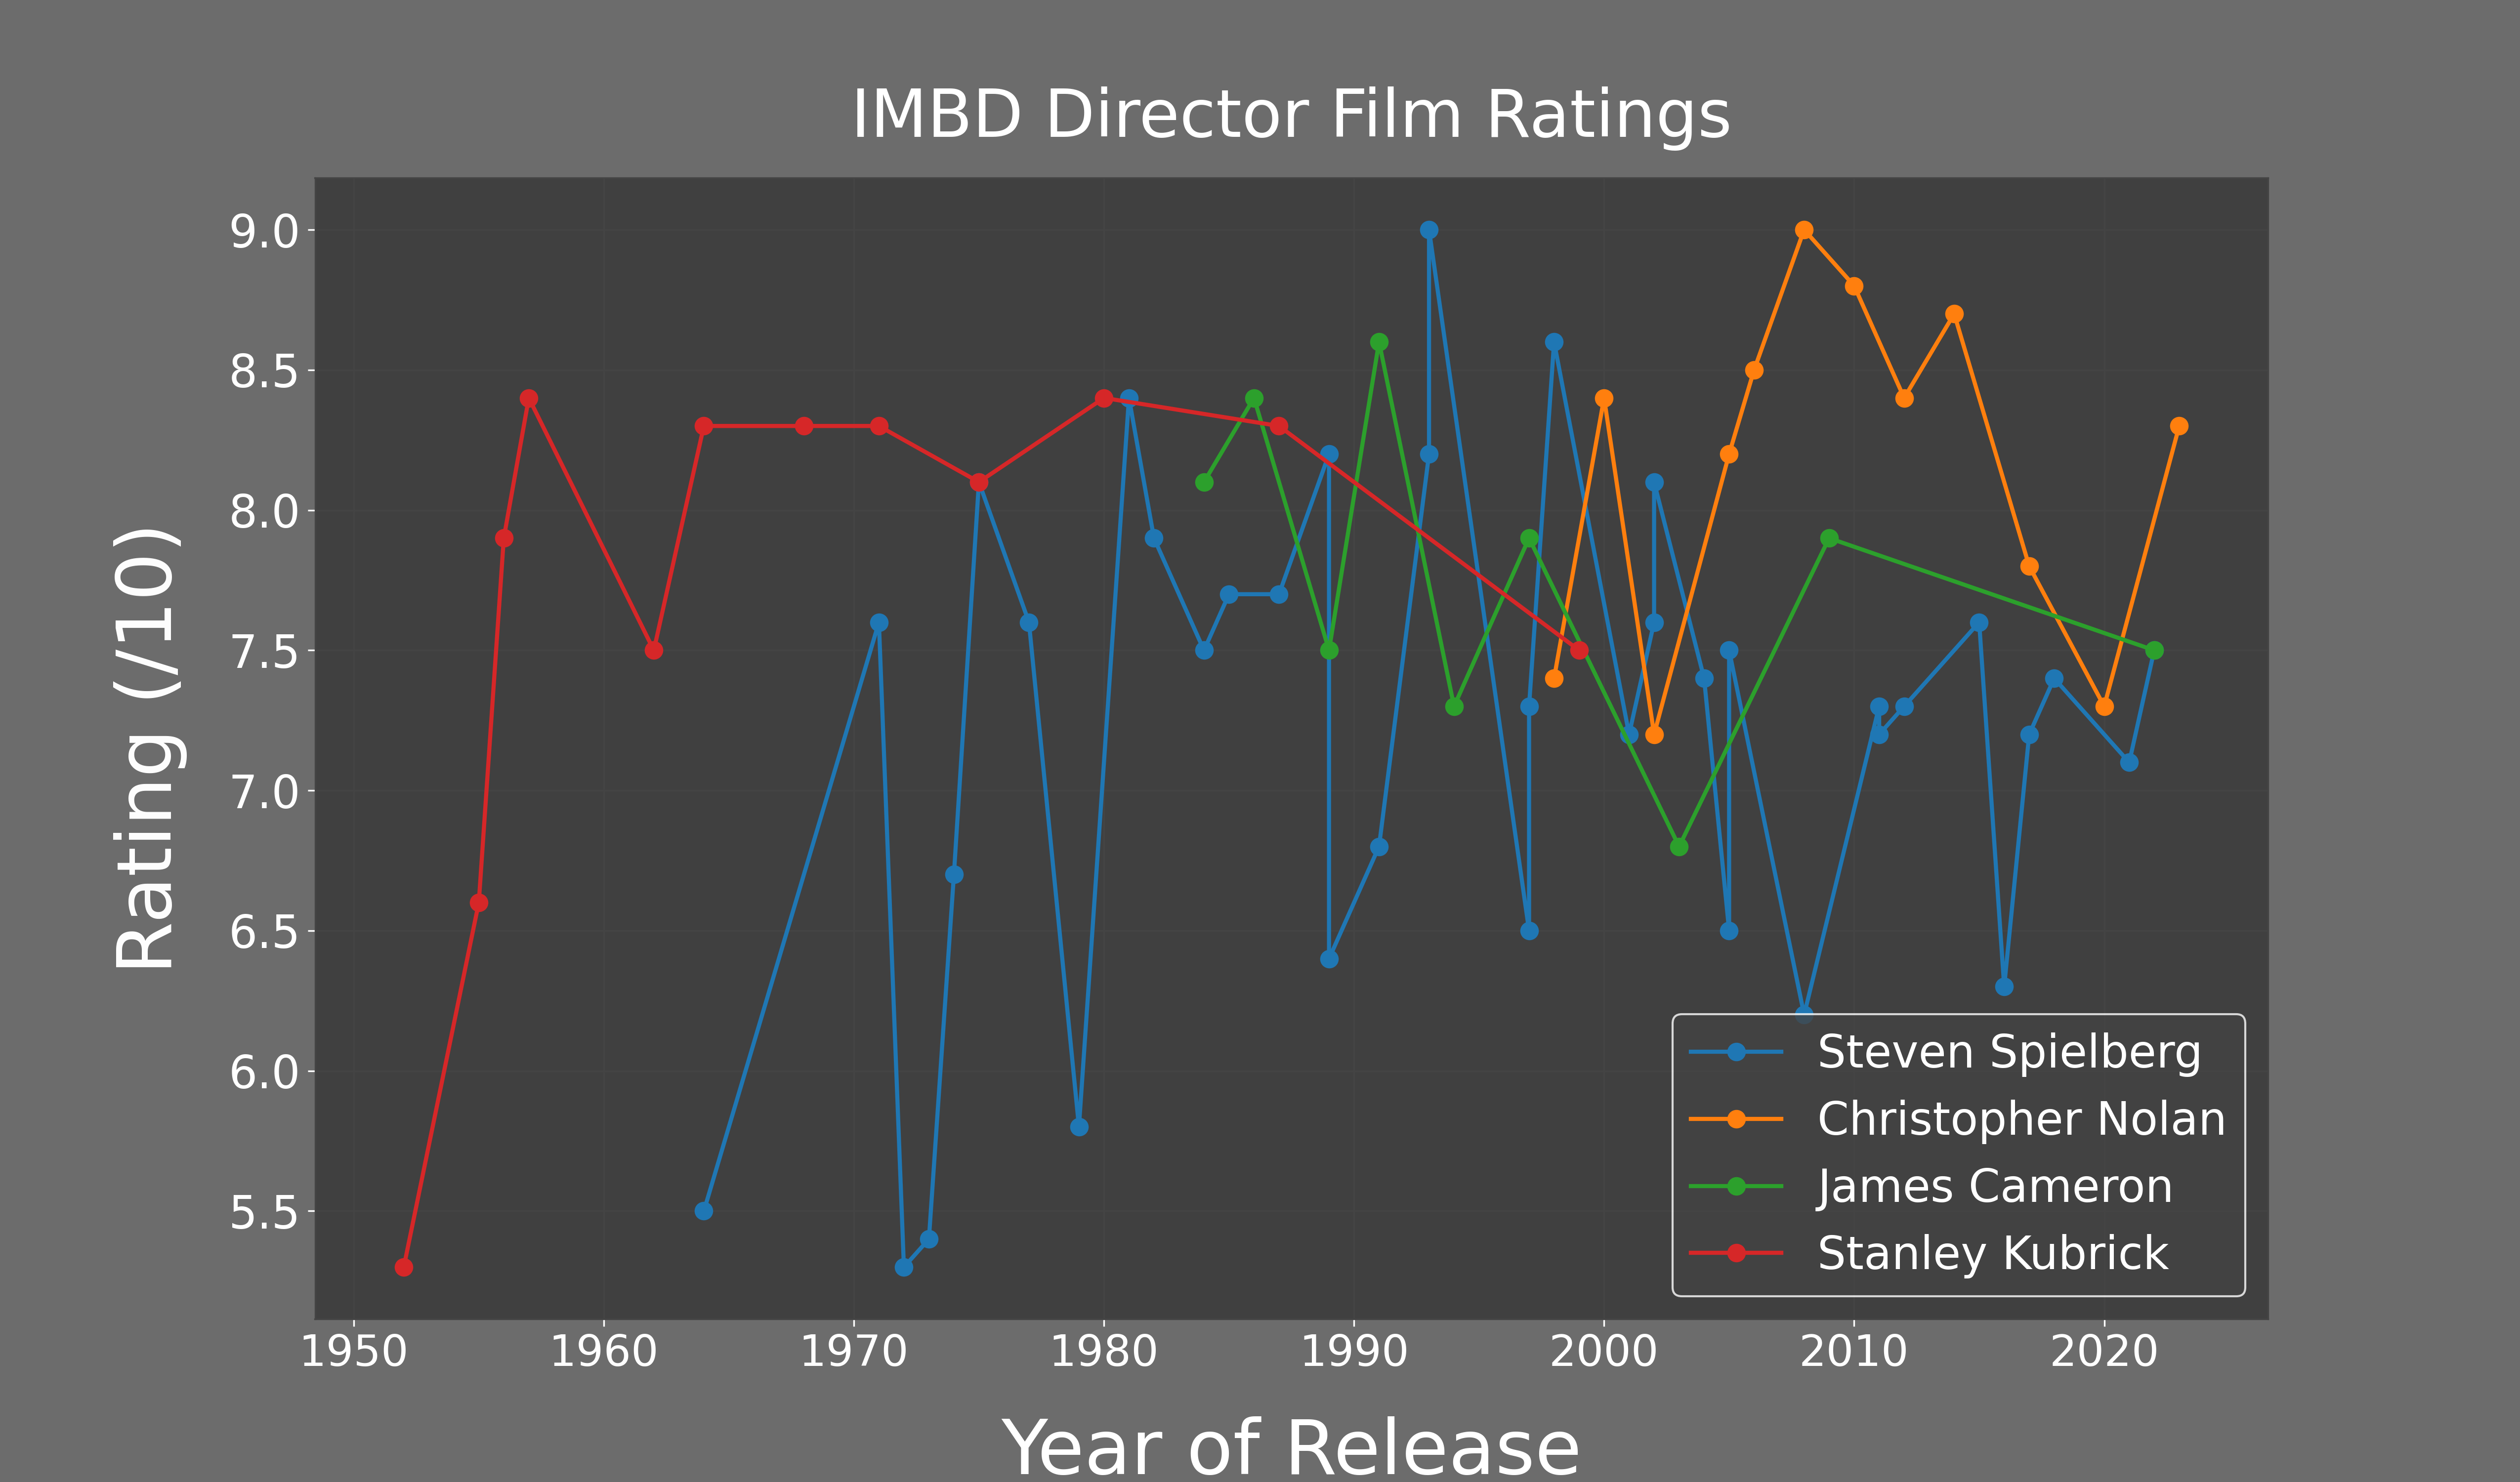 IMBD Director Film Ratings
Rating (/10)
9.0
8.5
8.0
7.5
7.0
6.5
6.0
5.5
1950 1960 1970 1980 1990 2000 2010 2020
Year of Release
Steven Spielberg
Christopher Nolan
James Cameron
Stanley Kubrick